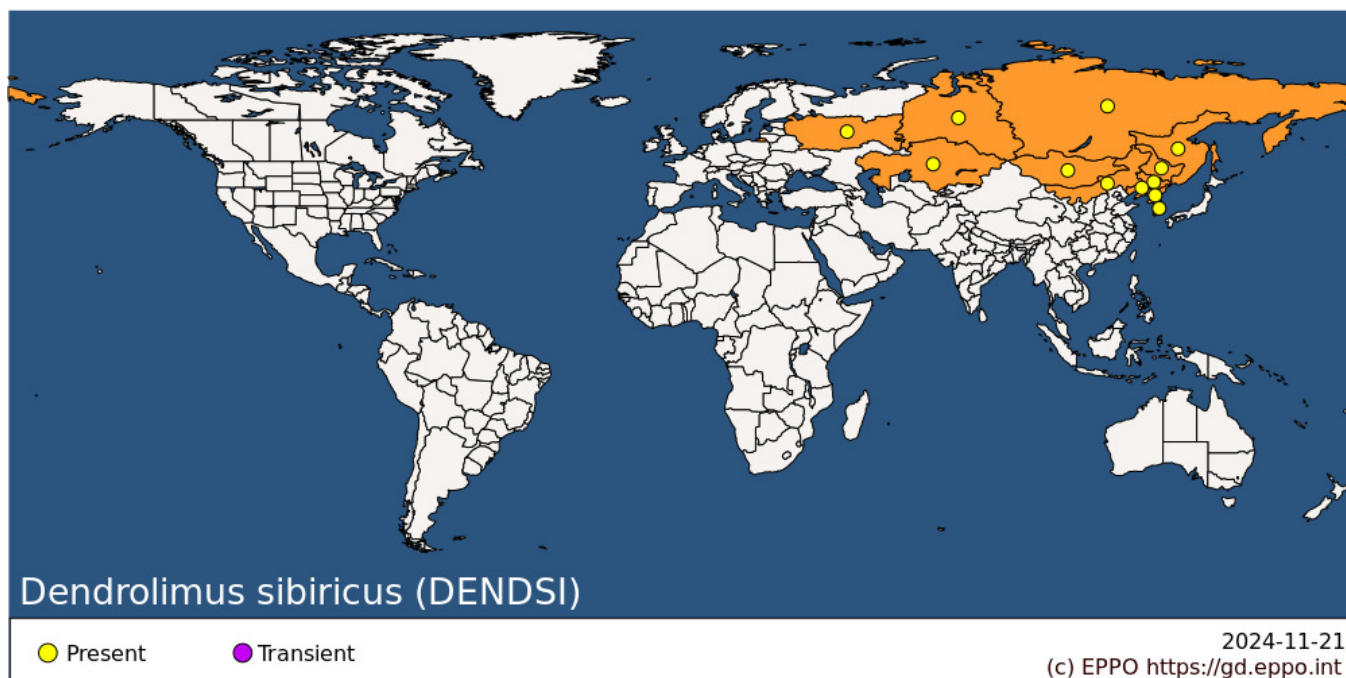 Dendrolimus sibiricus (DENDSI)
Present
Transient
2024-11-21
(c) EPPO https://gd.eppo.int